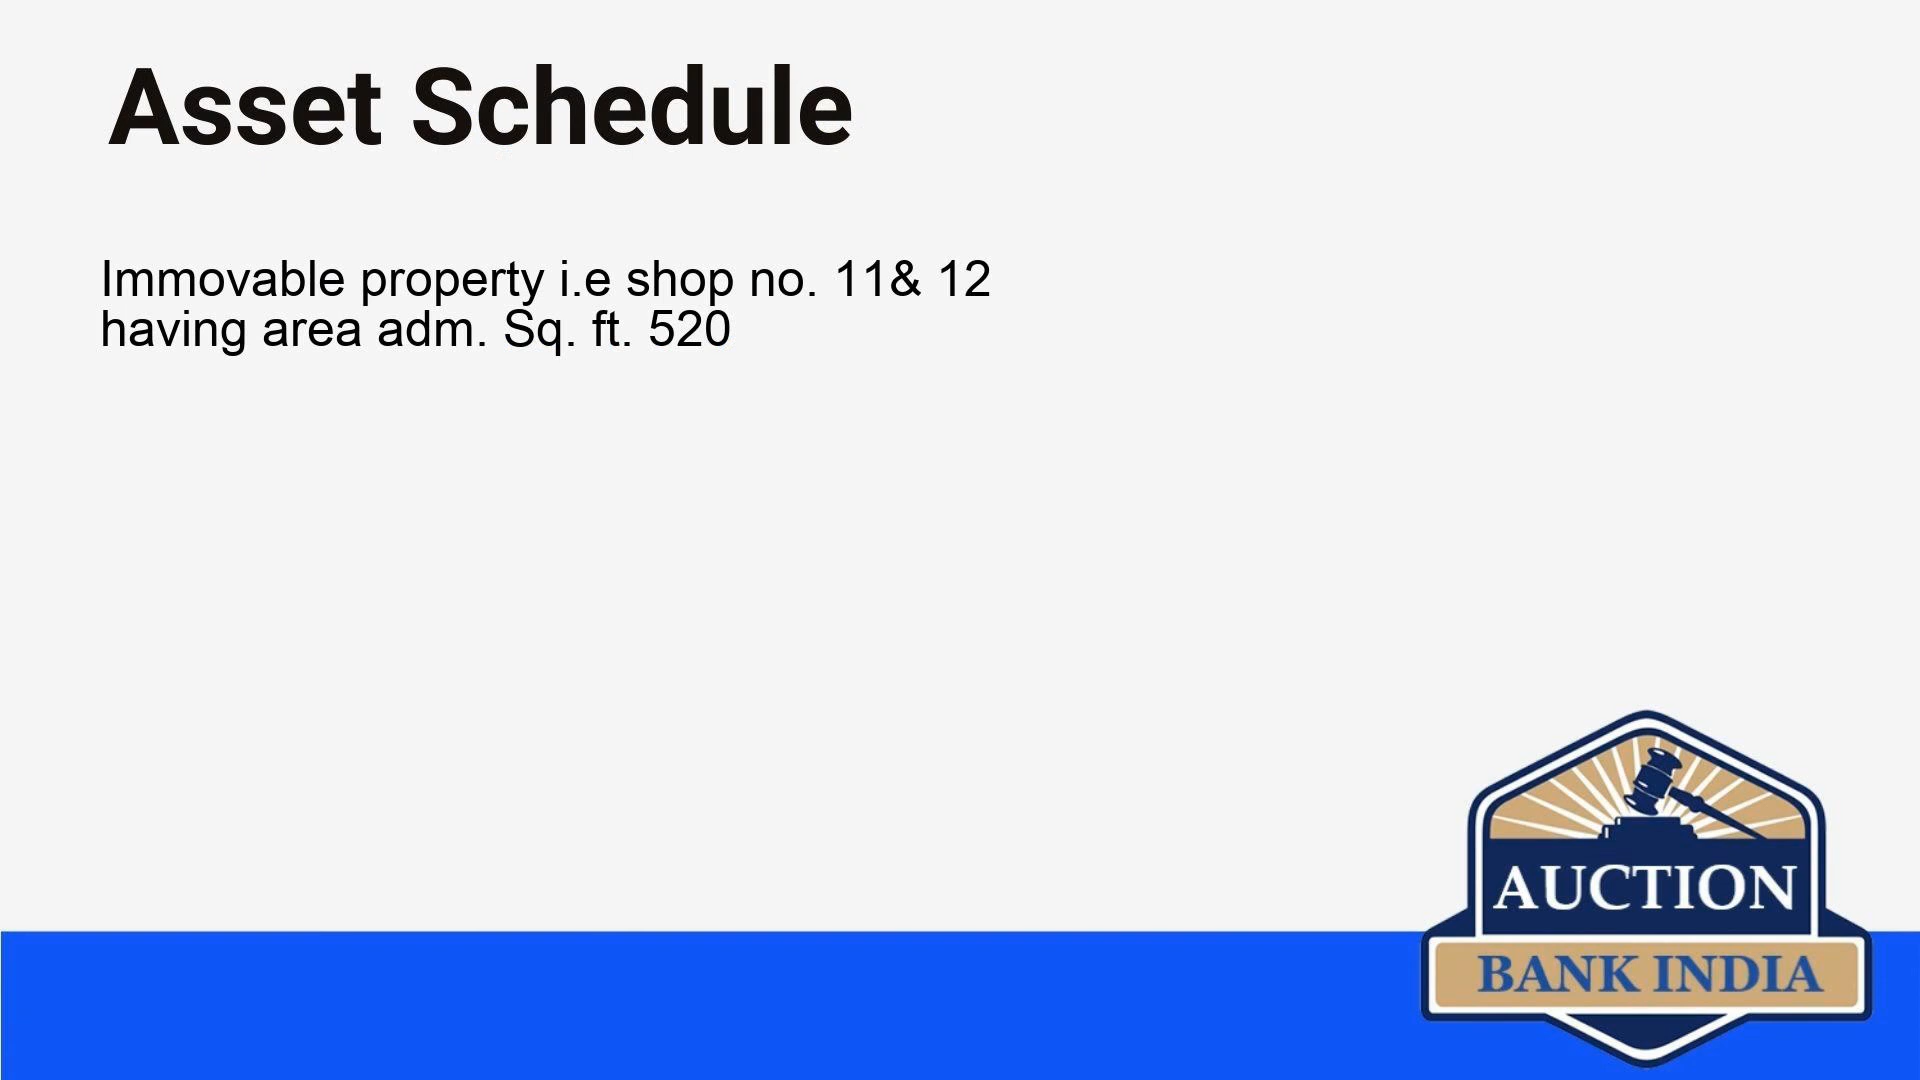 Asset Schedule
Immovable property i.e shop no. 11& 12
having area adm. Sq. ft. 520
AUCTION
BANK INDIA